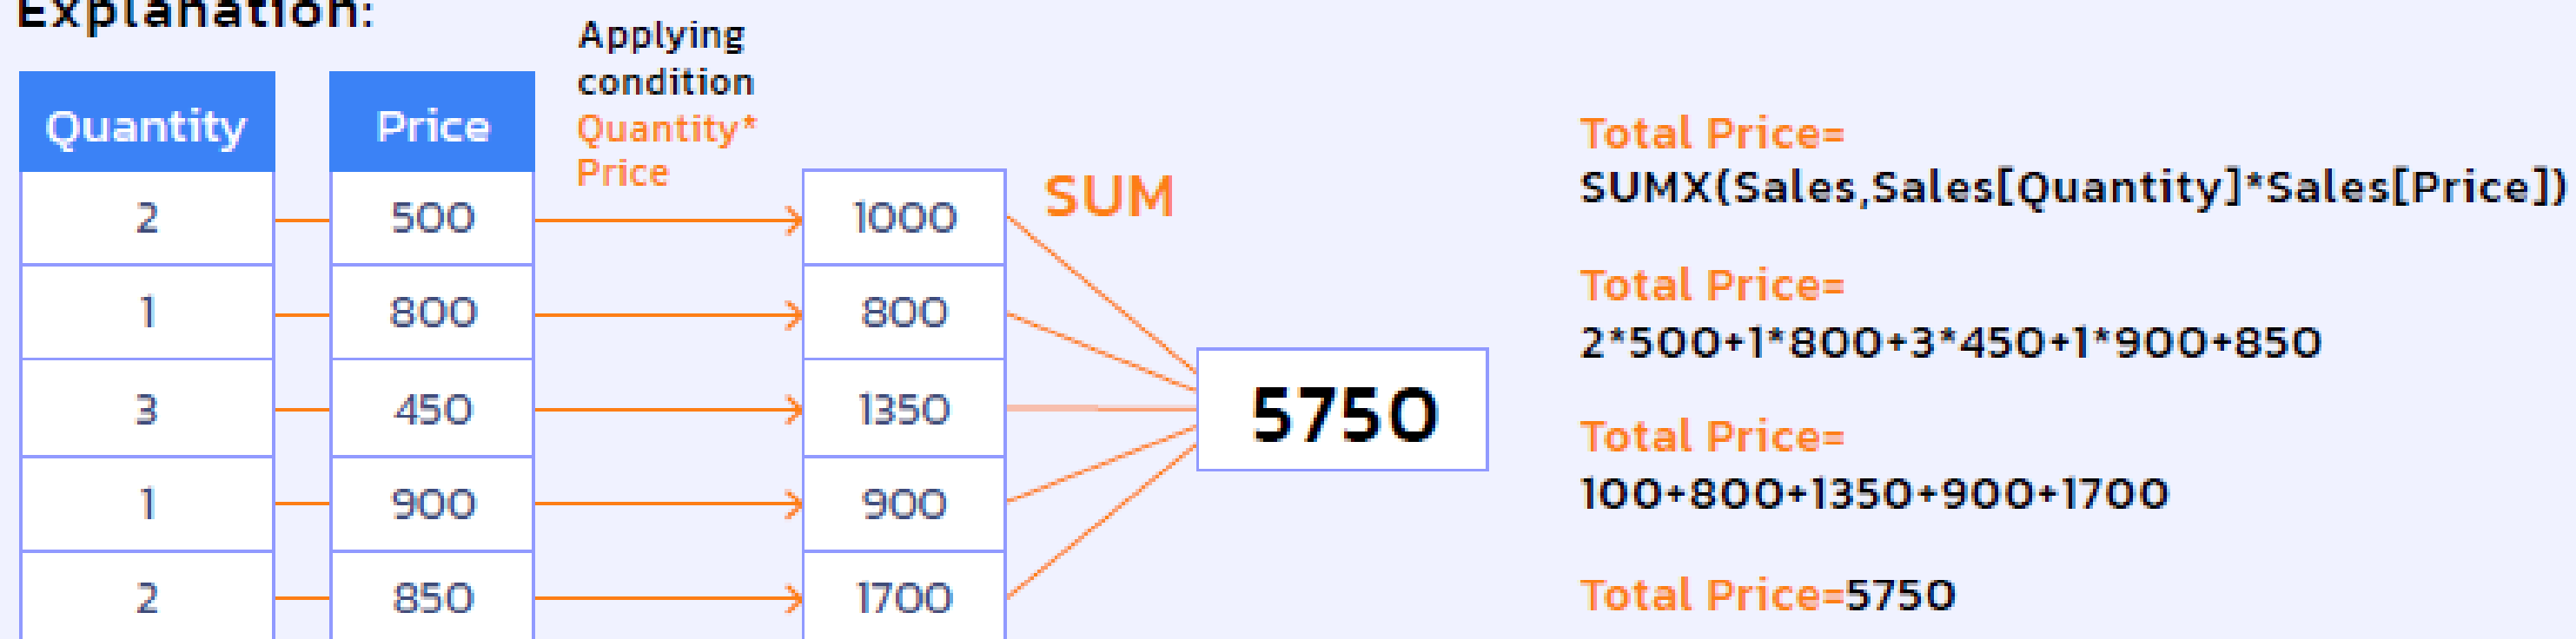 Explanation:
Applying
condition
Quantity*
Price
Quantity Price
2 500 1000
1 800 800
3 450 1350
1 900 900
2 850 1700
SUM
5750
Total Price=
SUMX(Sales,Sales[Quantity]*Sales[Price])
Total Price=
2*500+1*800+3*450+1*900+850
Total Price=
100+800+1350+900+1700
Total Price=5750